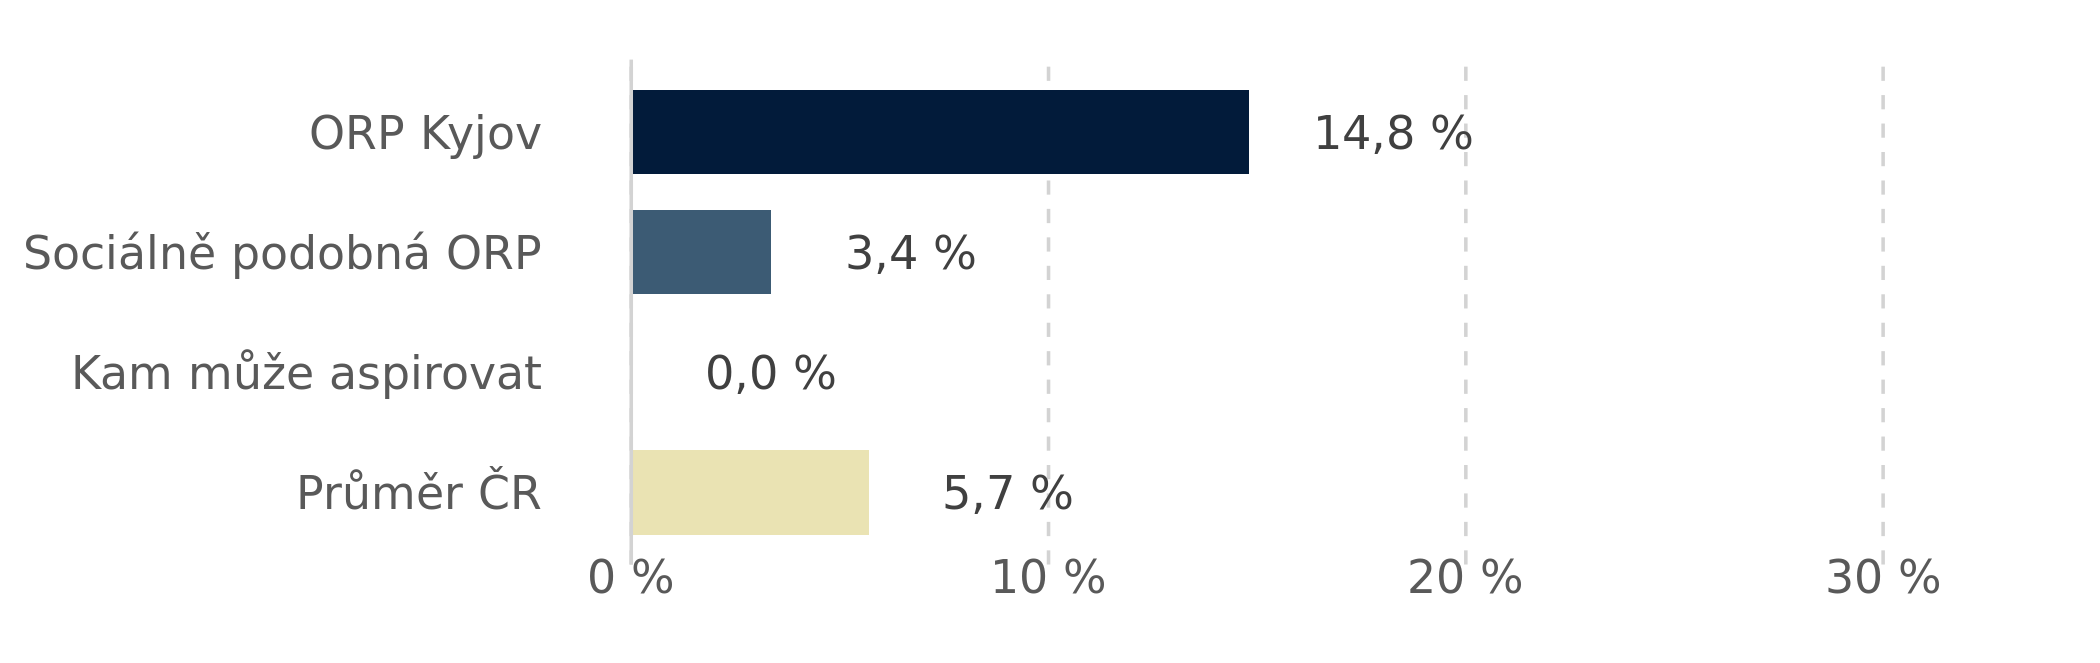 ORP Kyjov 14,8 %
Sociálně podobná ORP 3,4 %
Kam může aspirovat 0,0 %
Průměr ČR 5,7 %
0 % 10 % 20 % 30 %